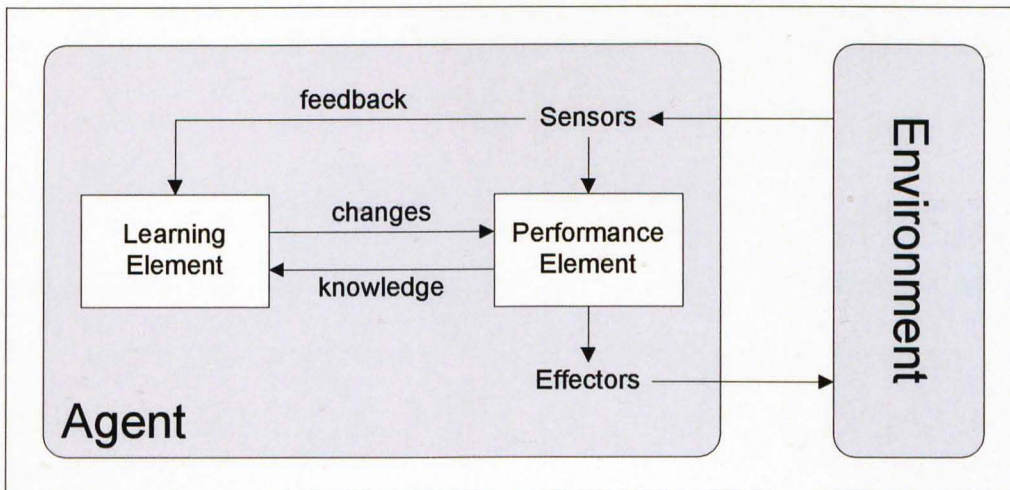 feedback
Sensors
changes
Learning
Element
Performance
Element
knowledge
Effectors
Agent
Environment